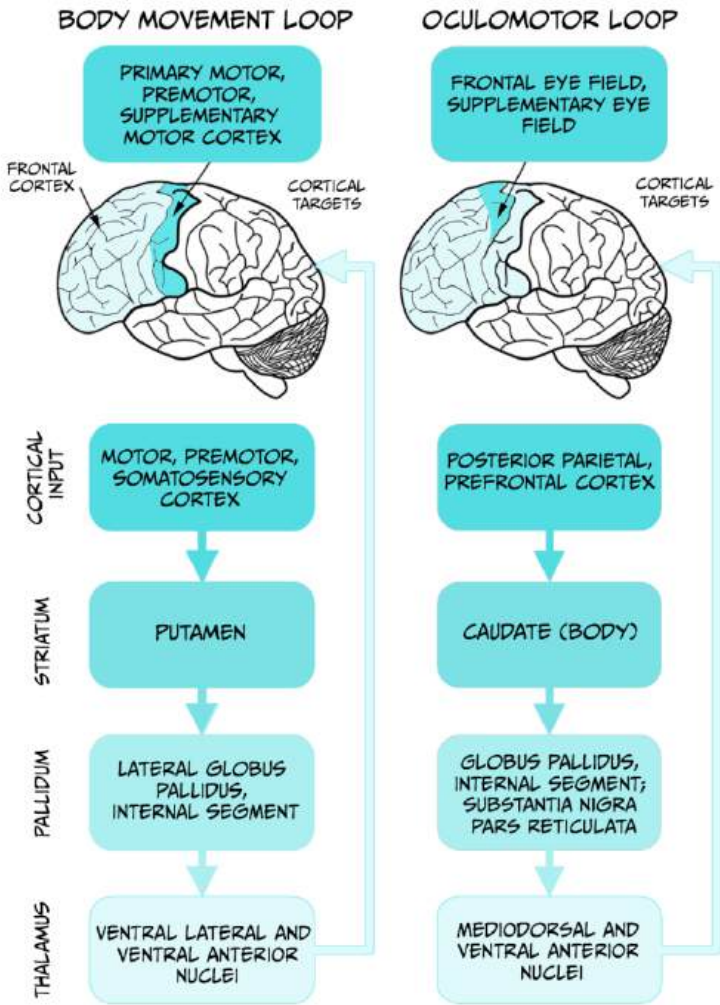 BODY MOVEMENT LOOP
PRIMARY MOTOR,
PREMOTOR,
SUPPLEMENTARY
MOTOR CORTEX
FRONTAL
CORTEX
CORTICAL
TARGETS
CORTICAL
INPUT
MOTOR, PREMOTOR,
SOMATOSENSORY
CORTEX
STRIATUM
PUTAMEN
PALLIDUM
LATERAL GLOBUS
PALLIDUS,
INTERNAL SEGMENT
THALAMUS
VENTRAL LATERAL AND
VENTRAL ANTERIOR
NUCLEI
OCULOMOTOR LOOP
FRONTAL EYE FIELD,
SUPPLEMENTARY EYE
FIELD
CORTICAL
TARGETS
POSTERIOR PARIETAL,
PREFRONTAL CORTEX
CAUDATE (BODY)
GLOBUS PALLIDUS,
INTERNAL SEGMENT;
SUBSTANTIA NIGRA
PARS RETICULATA
MEDIODORSAL AND
VENTRAL ANTERIOR
NUCLEI